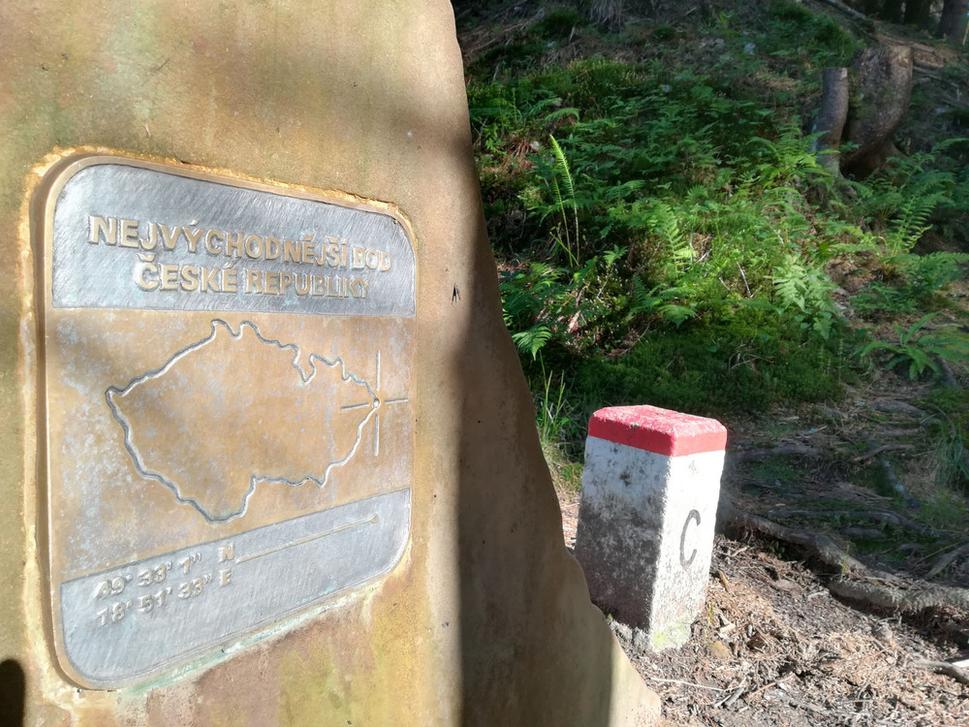 NEJVÝCHODNĚJŠÍ BOD
ČESKÉ REPUBLIKY
49° 33' 1" N
18° 51' 33" E
C